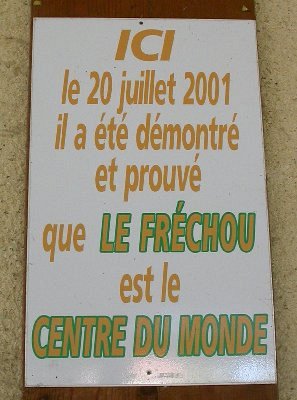 ICI
le 20 juillet 2001
il a été démontré
et prouvé
que LE FRÉCHOU
est le
CENTRE DU MONDE